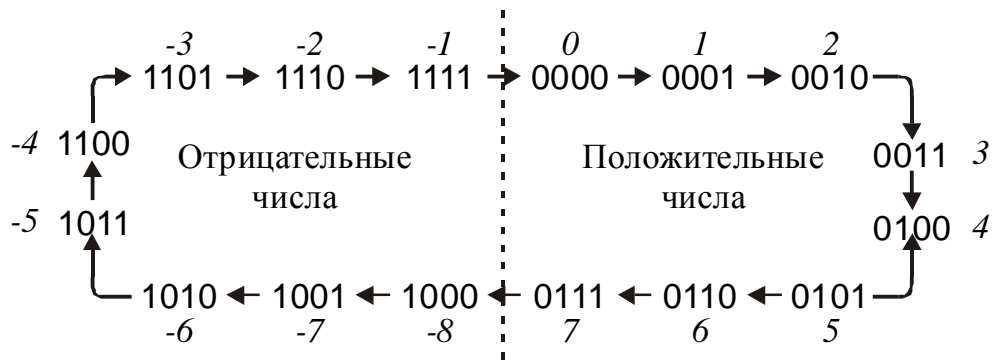 -3 -2 -1 0 1 2
1101 1110 1111 0000 0001 0010
-4 1100
0011 3
Отрицательные
числа
Положительные
числа
-5 1011
0100 4
1010 1001 1000 0111 0110 0101
-6 -7 -8 7 6 5